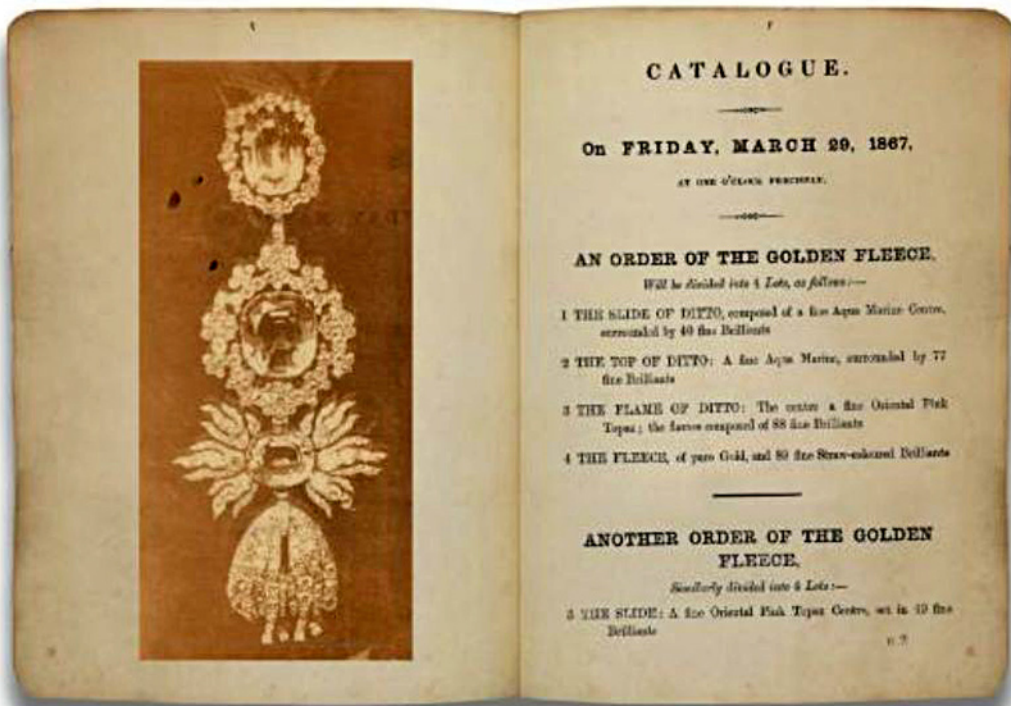 CATALOGUE.
On FRIDAY, MARCH 29, 1867,
AT ONE O'CLOCK PRECISELY.
AN ORDER OF THE GOLDEN FLEECE,
Will be divided into 4 Lots, as follows:—
1 THE SLIDE OF DITTO, composed of a fine Aqua Marine Centre,
surrounded by 40 fine Brilliants
2 THE TOP OF DITTO: A fine Aqua Marine, surrounded by 77
fine Brilliants
3 THE FLAME OF DITTO: The centre a fine Oriental Pink
Topaz; the flames composed of 88 fine Brilliants
4 THE FLEECE, of pure Gold, and 89 fine Straw-coloured Brilliants
ANOTHER ORDER OF THE GOLDEN
FLEECE,
Similarly divided into Lots:—
5 THE SLIDE: A fine Oriental Pink Topaz Centre, set in fine
Brilliants